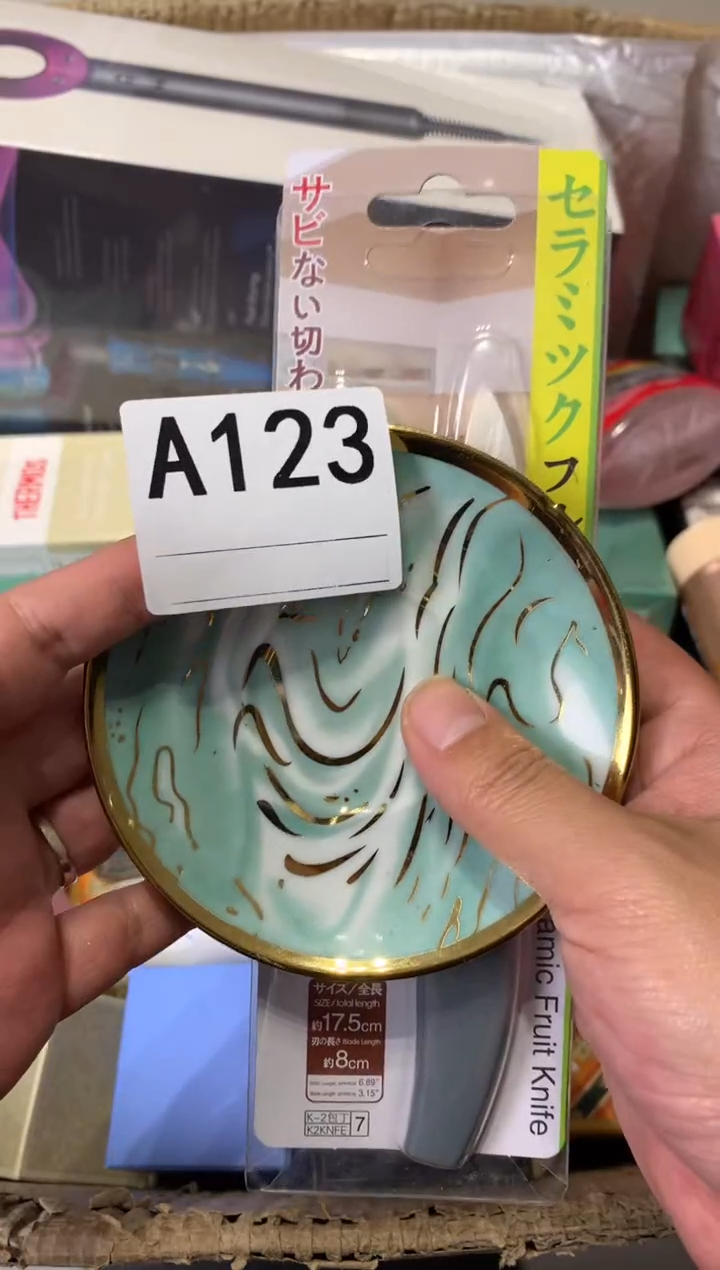 サビない切わ
セラミックフ
A123
THERMOS
amic Fruit Knife
サイズ/全長
SIZE/total length
約17.5cm
刃の長さ Blade Length
約8cm
6.89"
3.15"
K-2包丁
K2KNFE
7